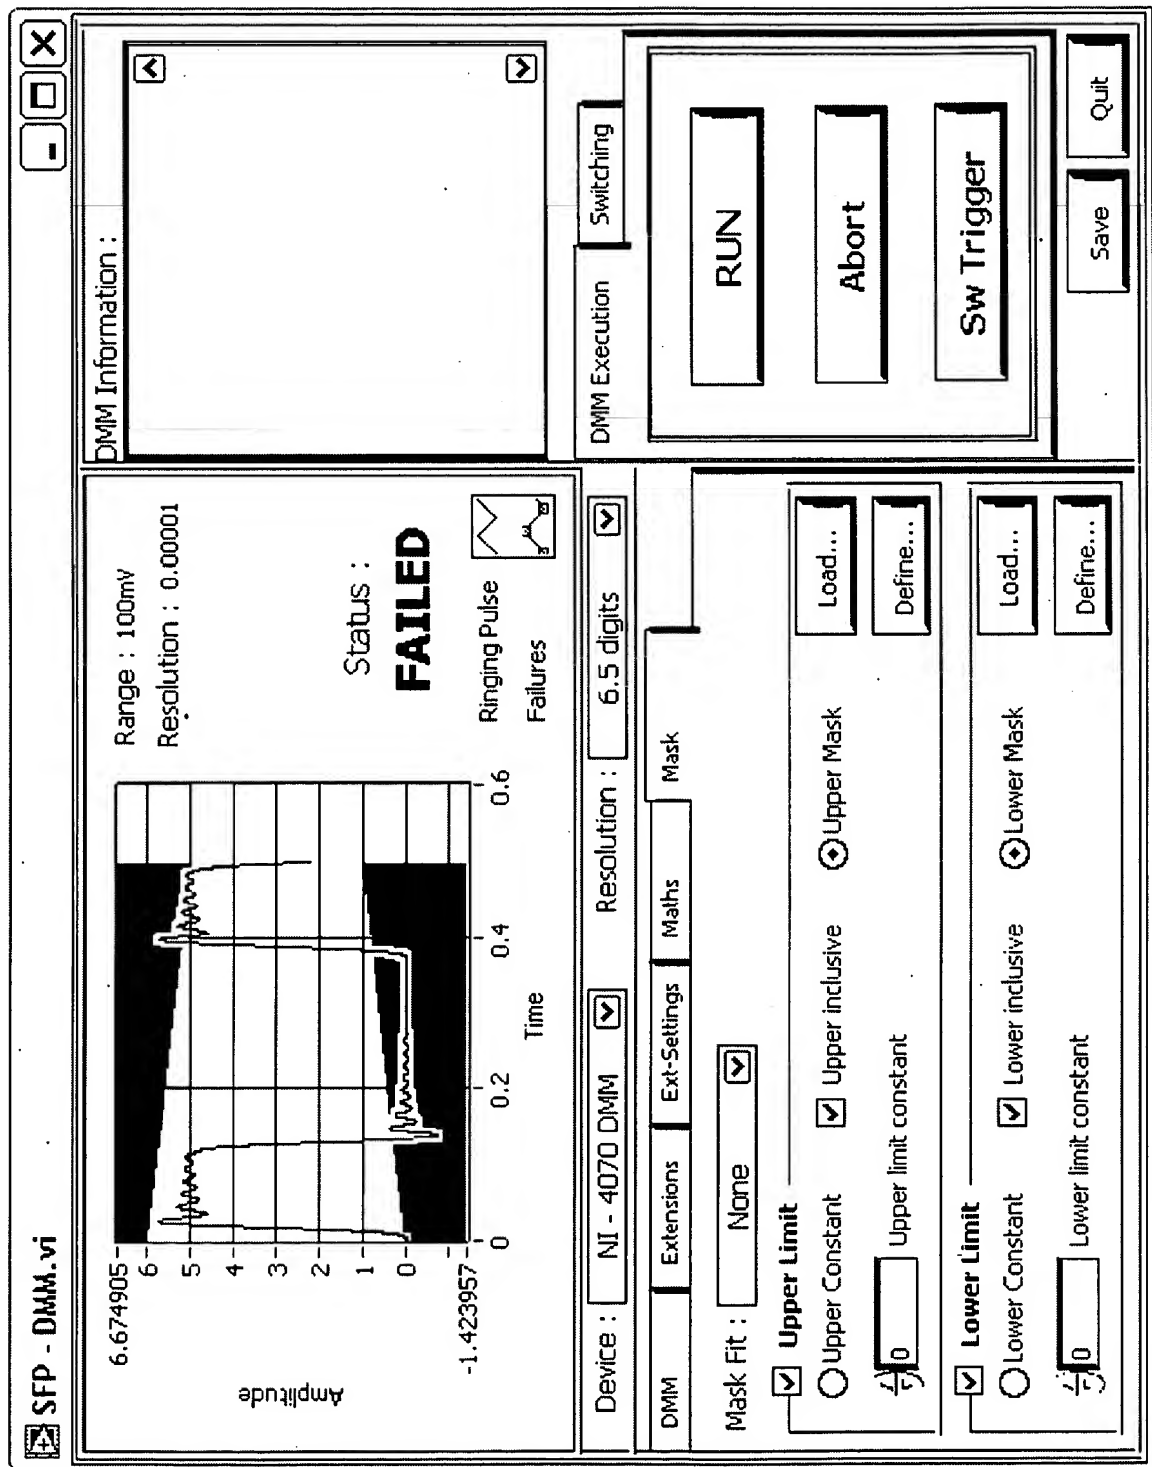 SFP - DMM.vi
6.674905
6
5
4
3
2
1
0
-1.423957
Amplitude
0
0.2
0.4
0.6
Time
Range : 100mV
Resolution : 0.00001
Status :
FAILED
Ringing Pulse
Failures
Device : NI - 4070 DMM Resolution : 6.5 digits
DMM Extensions Ext-Settings Maths Mask
Mask Fit : None
Upper Limit
Upper Constant Upper inclusive Upper Mask Load...
0 Upper limit constant Define...
Lower Limit
Lower Constant Lower inclusive Lower Mask Load...
0 Lower limit constant Define...
DMM Information :
DMM Execution Switching
RUN
Abort
Sw Trigger
Save Quit